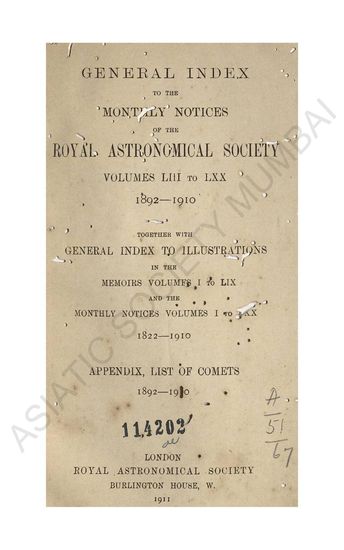 GENERAL INDEX
TO THE
MONTHLY NOTICES
OF THE
ROYAL ASTRONOMICAL SOCIETY
VOLUMES LIII TO LXX
1892—1910
TOGETHER WITH
GENERAL INDEX TO ILLUSTRATIONS
IN THE
MEMOIRS VOLUMES I TO LIX
AND THE
MONTHLY NOTICES VOLUMES I TO LXX
1822—1910
APPENDIX, LIST OF COMETS
1892—1910
114202
A
51
67
LONDON
ROYAL ASTRONOMICAL SOCIETY
BURLINGTON HOUSE, W.
1911
ASIATIC SOCIETY MUMBAI